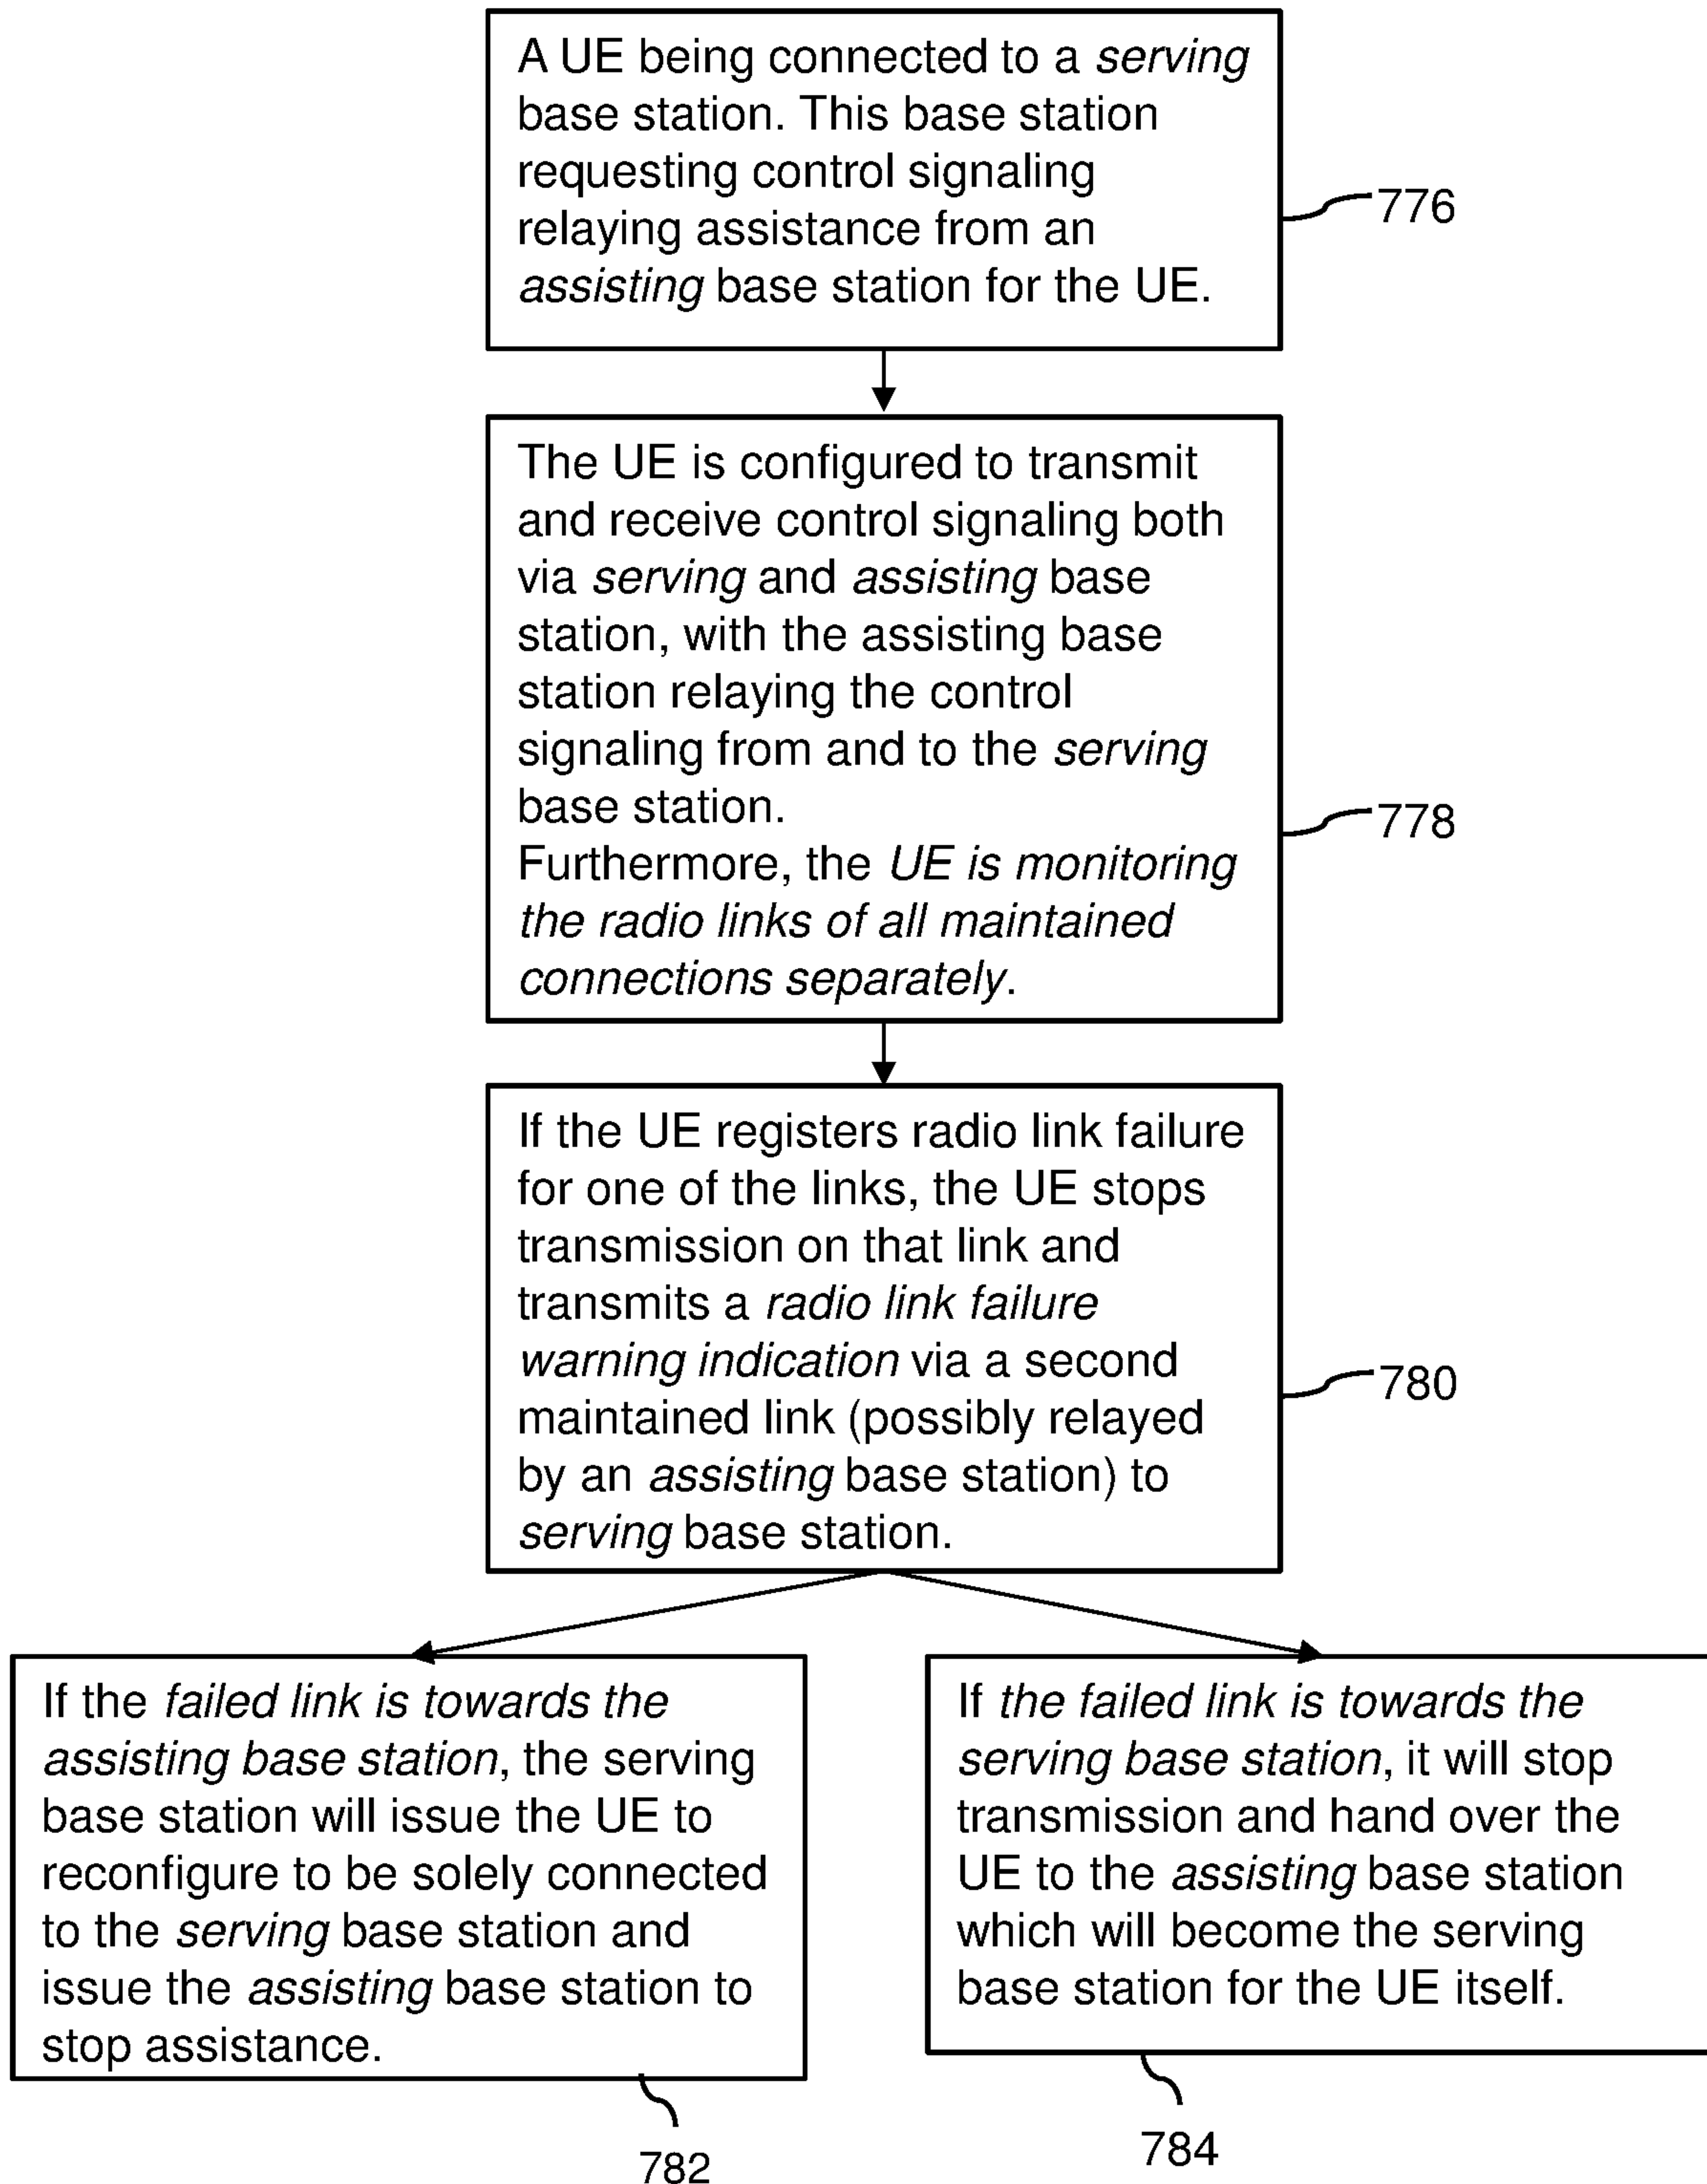 A UE being connected to a serving
base station. This base station
requesting control signaling
relaying assistance from an
assisting base station for the UE.
776
The UE is configured to transmit
and receive control signaling both
via serving and assisting base
station, with the assisting base
station relaying the control
signaling from and to the serving
base station.
Furthermore, the UE is monitoring
the radio links of all maintained
connections separately.
778
If the UE registers radio link failure
for one of the links, the UE stops
transmission on that link and
transmits a radio link failure
warning indication via a second
maintained link (possibly relayed
by an assisting base station) to
serving base station.
780
If the failed link is towards the
assisting base station, the serving
base station will issue the UE to
reconfigure to be solely connected
to the serving base station and
issue the assisting base station to
stop assistance.
782
If the failed link is towards the
serving base station, it will stop
transmission and hand over the
UE to the assisting base station
which will become the serving
base station for the UE itself.
784